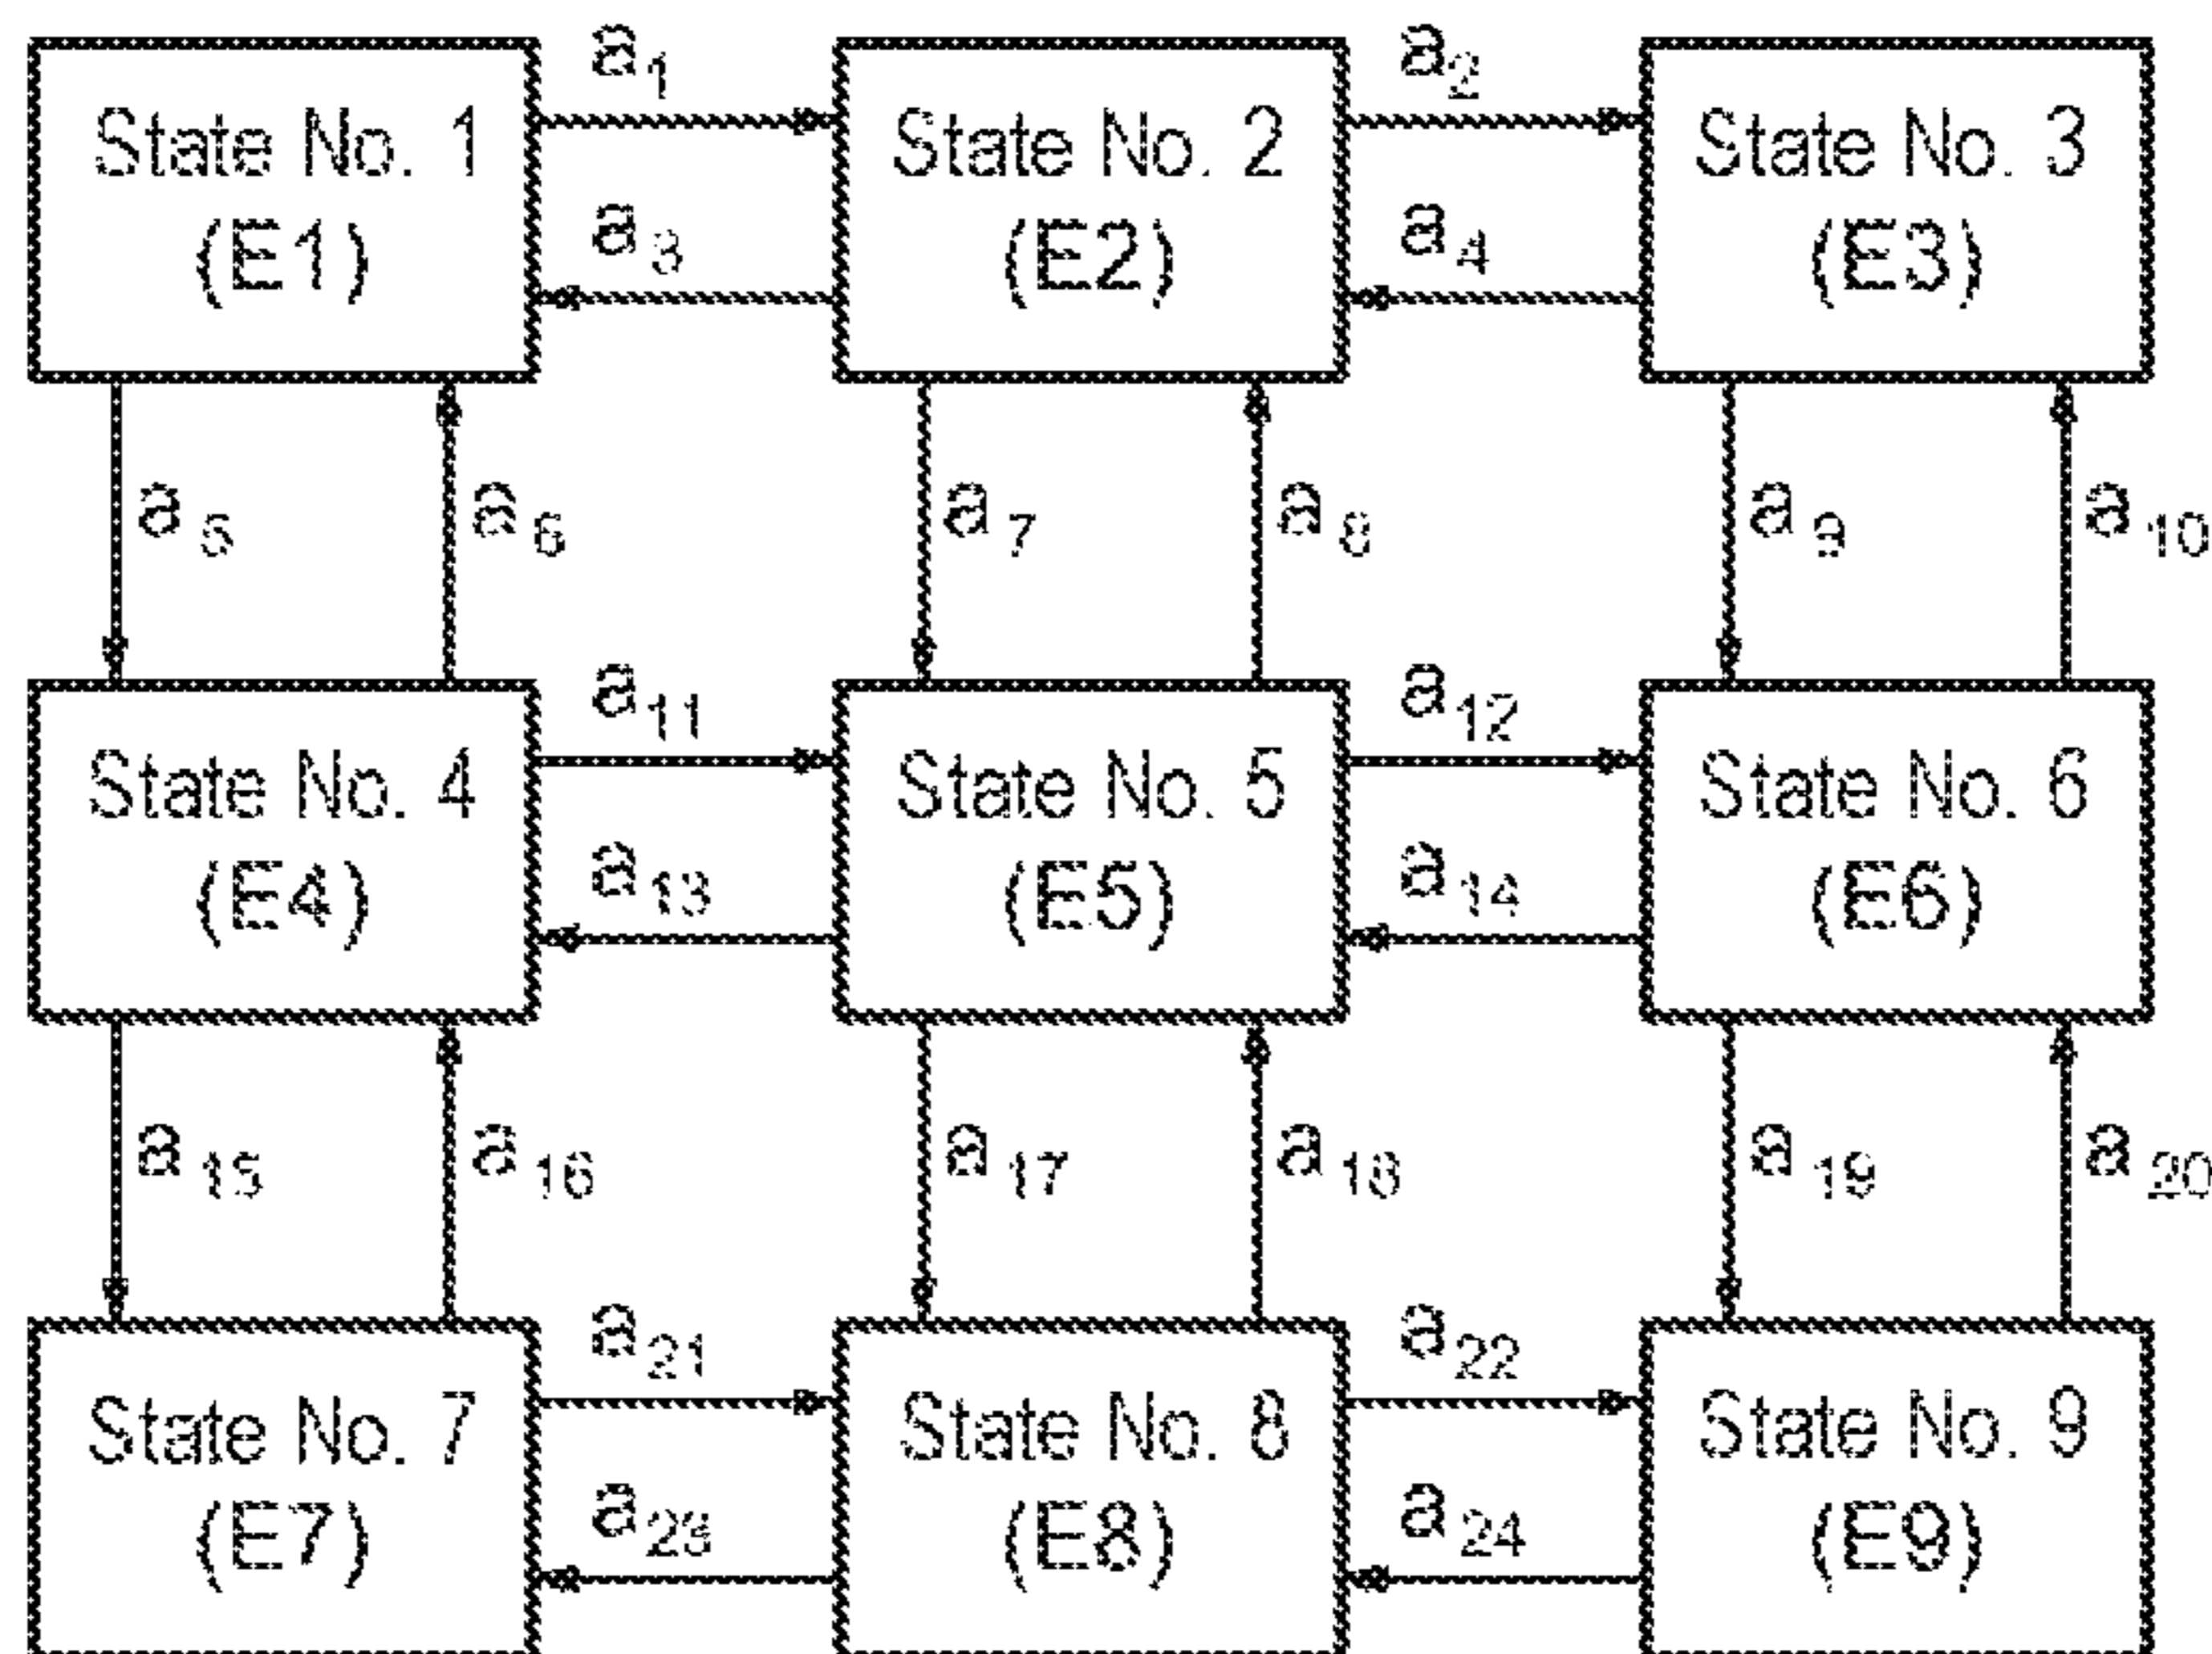 a1 a2
State No. 1 State No. 2 State No. 3
(E1) a3 (E2) a4 (E3)
a5 a6 a7 a8 a9 a10
a11 a12
State No. 4 State No. 5 State No. 6
(E4) a13 (E5) a14 (E6)
a15 a16 a17 a18 a19 a20
a21 a22
State No. 7 State No. 8 State No. 9
(E7) a23 (E8) a24 (E9)